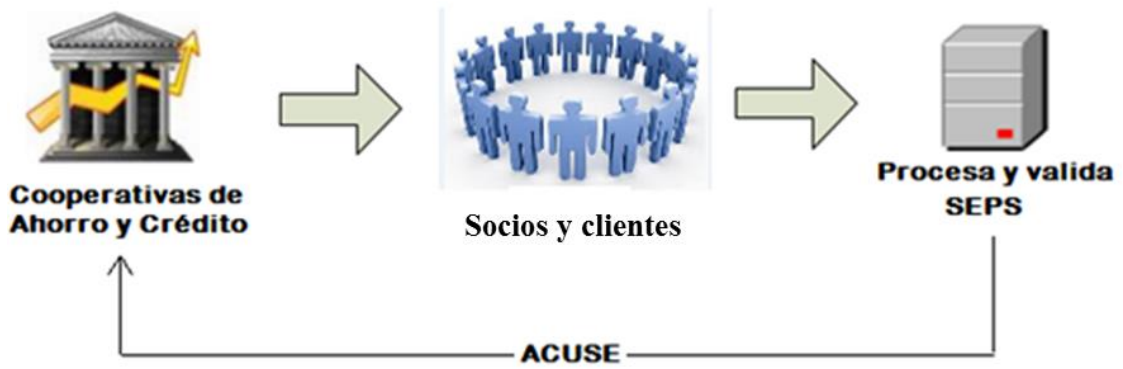 Cooperativas de
Ahorro y Crédito
Socios y clientes
Procesa y valida
SEPS
ACUSE